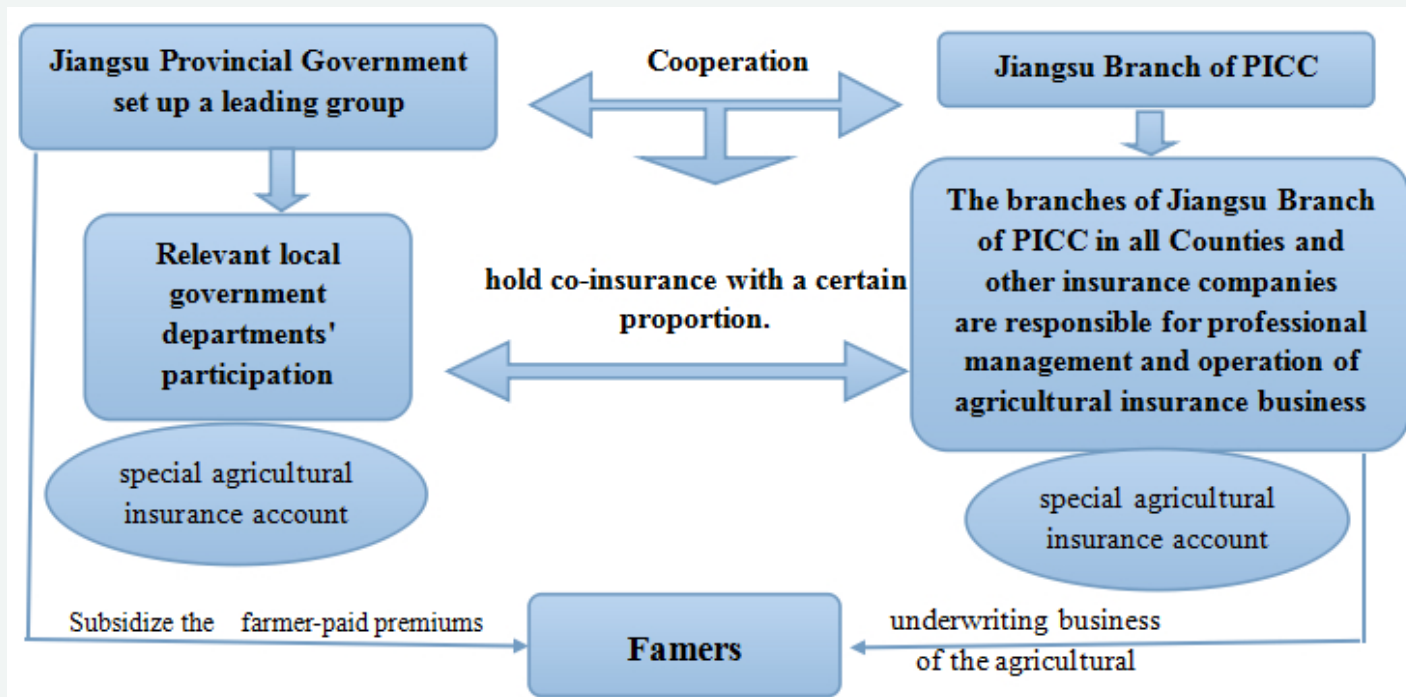 Jiangsu Provincial Government
set up a leading group
Cooperation
Jiangsu Branch of PICC
Relevant local
government
departments'
participation
hold co-insurance with a certain
proportion.
The branches of Jiangsu Branch
of PICC in all Counties and
other insurance companies
are responsible for professional
management and operation of
agricultural insurance business
special agricultural
insurance account
special agricultural
insurance account
Subsidize the farmer-paid premiums
Famers
underwriting business
of the agricultural